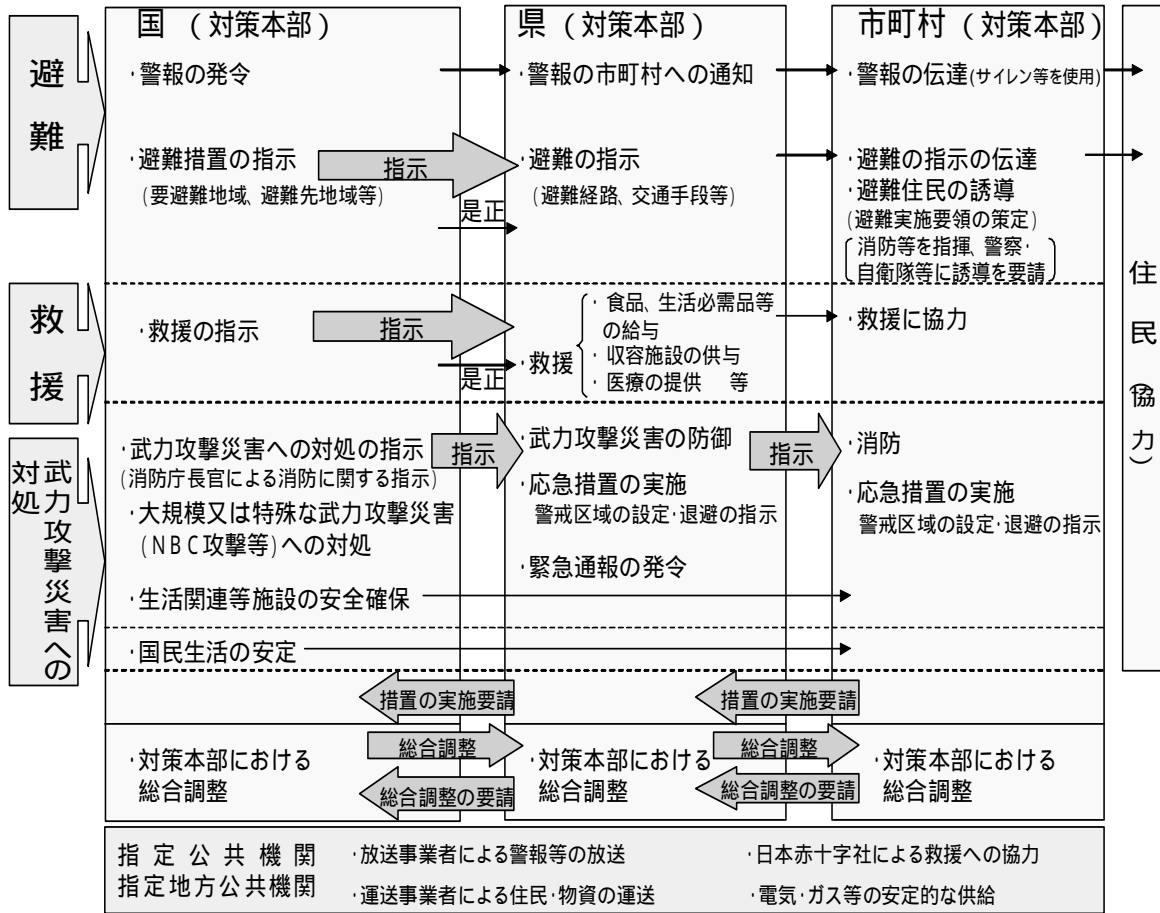 国（対策本部）
県（対策本部）
市町村（対策本部）
避難
・警報の発令
・警報の市町村への通知
・警報の伝達(サイレン等を使用)
・避難措置の指示
(要避難地域、避難先地域等)
指示
是正
・避難の指示
(避難経路、交通手段等)
・避難の指示の伝達
・避難住民の誘導
(避難実施要領の策定)
消防等を指揮、警察・
自衛隊等に誘導を要請
救援
・救援の指示
指示
是正
・救援
・食品、生活必需品等
の給与
・収容施設の供与
・医療の提供　等
・救援に協力
武力攻撃災害への
対処
・武力攻撃災害への対処の指示
(消防庁長官による消防に関する指示)
指示
・武力攻撃災害の防御
指示
・消防
・大規模又は特殊な武力攻撃災害
(ＮＢＣ攻撃等)への対処
・応急措置の実施
警戒区域の設定・退避の指示
・応急措置の実施
警戒区域の設定・退避の指示
・緊急通報の発令
・生活関連等施設の安全確保
・国民生活の安定
措置の実施要請
措置の実施要請
・対策本部における
総合調整
総合調整
総合調整の要請
・対策本部における
総合調整
総合調整
総合調整の要請
・対策本部における
総合調整
住民（協力）
指定公共機関
指定地方公共機関
・放送事業者による警報等の放送
・日本赤十字社による救援への協力
・運送事業者による住民・物資の運送
・電気・ガス等の安定的な供給